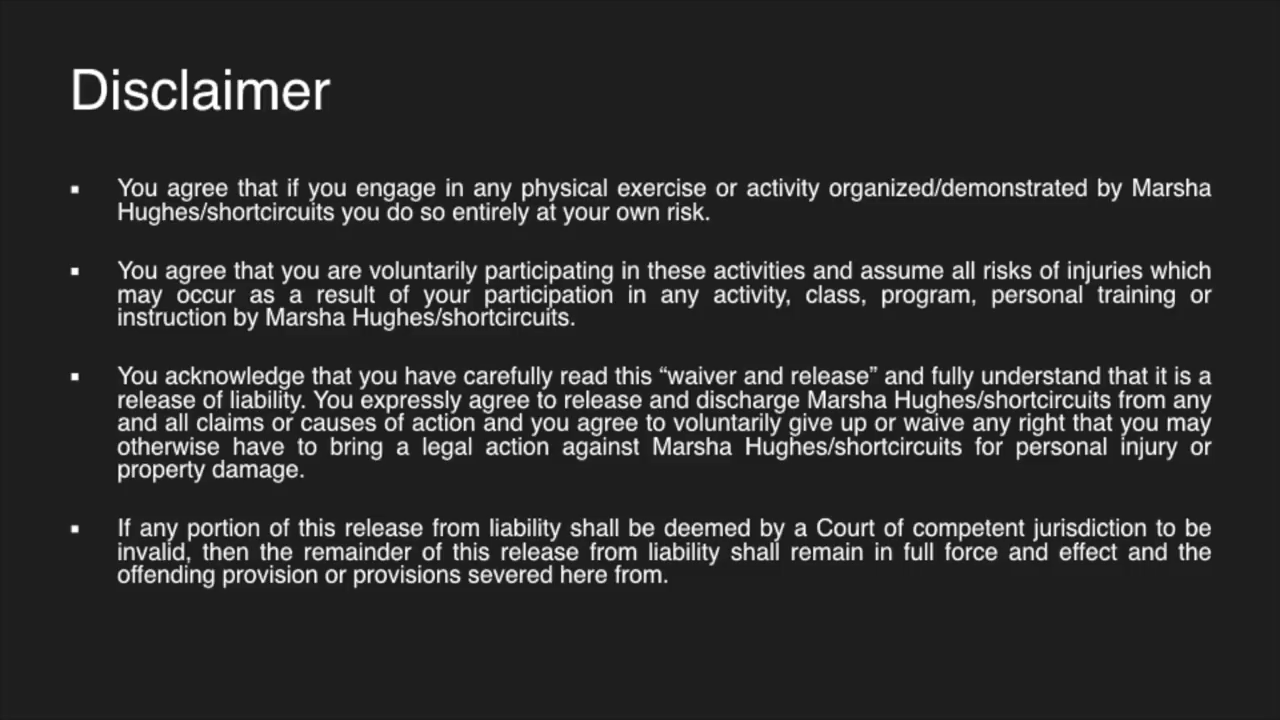 Disclaimer
▪ You agree that if you engage in any physical exercise or activity organized/demonstrated by Marsha
Hughes/shortcircuits you do so entirely at your own risk.
▪ You agree that you are voluntarily participating in these activities and assume all risks of injuries which
may occur as a result of your participation in any activity, class, program, personal training or
instruction by Marsha Hughes/shortcircuits.
▪ You acknowledge that you have carefully read this “waiver and release” and fully understand that it is a
release of liability. You expressly agree to release and discharge Marsha Hughes/shortcircuits from any
and all claims or causes of action and you agree to voluntarily give up or waive any right that you may
otherwise have to bring a legal action against Marsha Hughes/shortcircuits for personal injury or
property damage.
▪ If any portion of this release from liability shall be deemed by a Court of competent jurisdiction to be
invalid, then the remainder of this release from liability shall remain in full force and effect and the
offending provision or provisions severed here from.